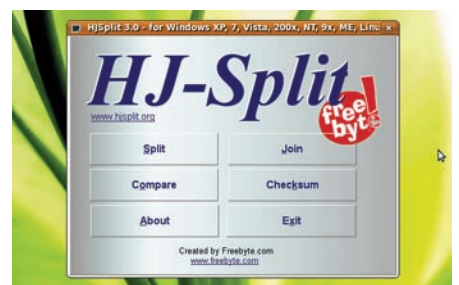 HJSplit 3.0 - for Windows XP, 7, Vista, 200x, NT, 9x, ME, Linu
HJ-Split
www.hjsplit.org
free!
byte
Split
Join
Compare
Checksum
About
Exit
Created by Freebyte.com
www.freebyte.com